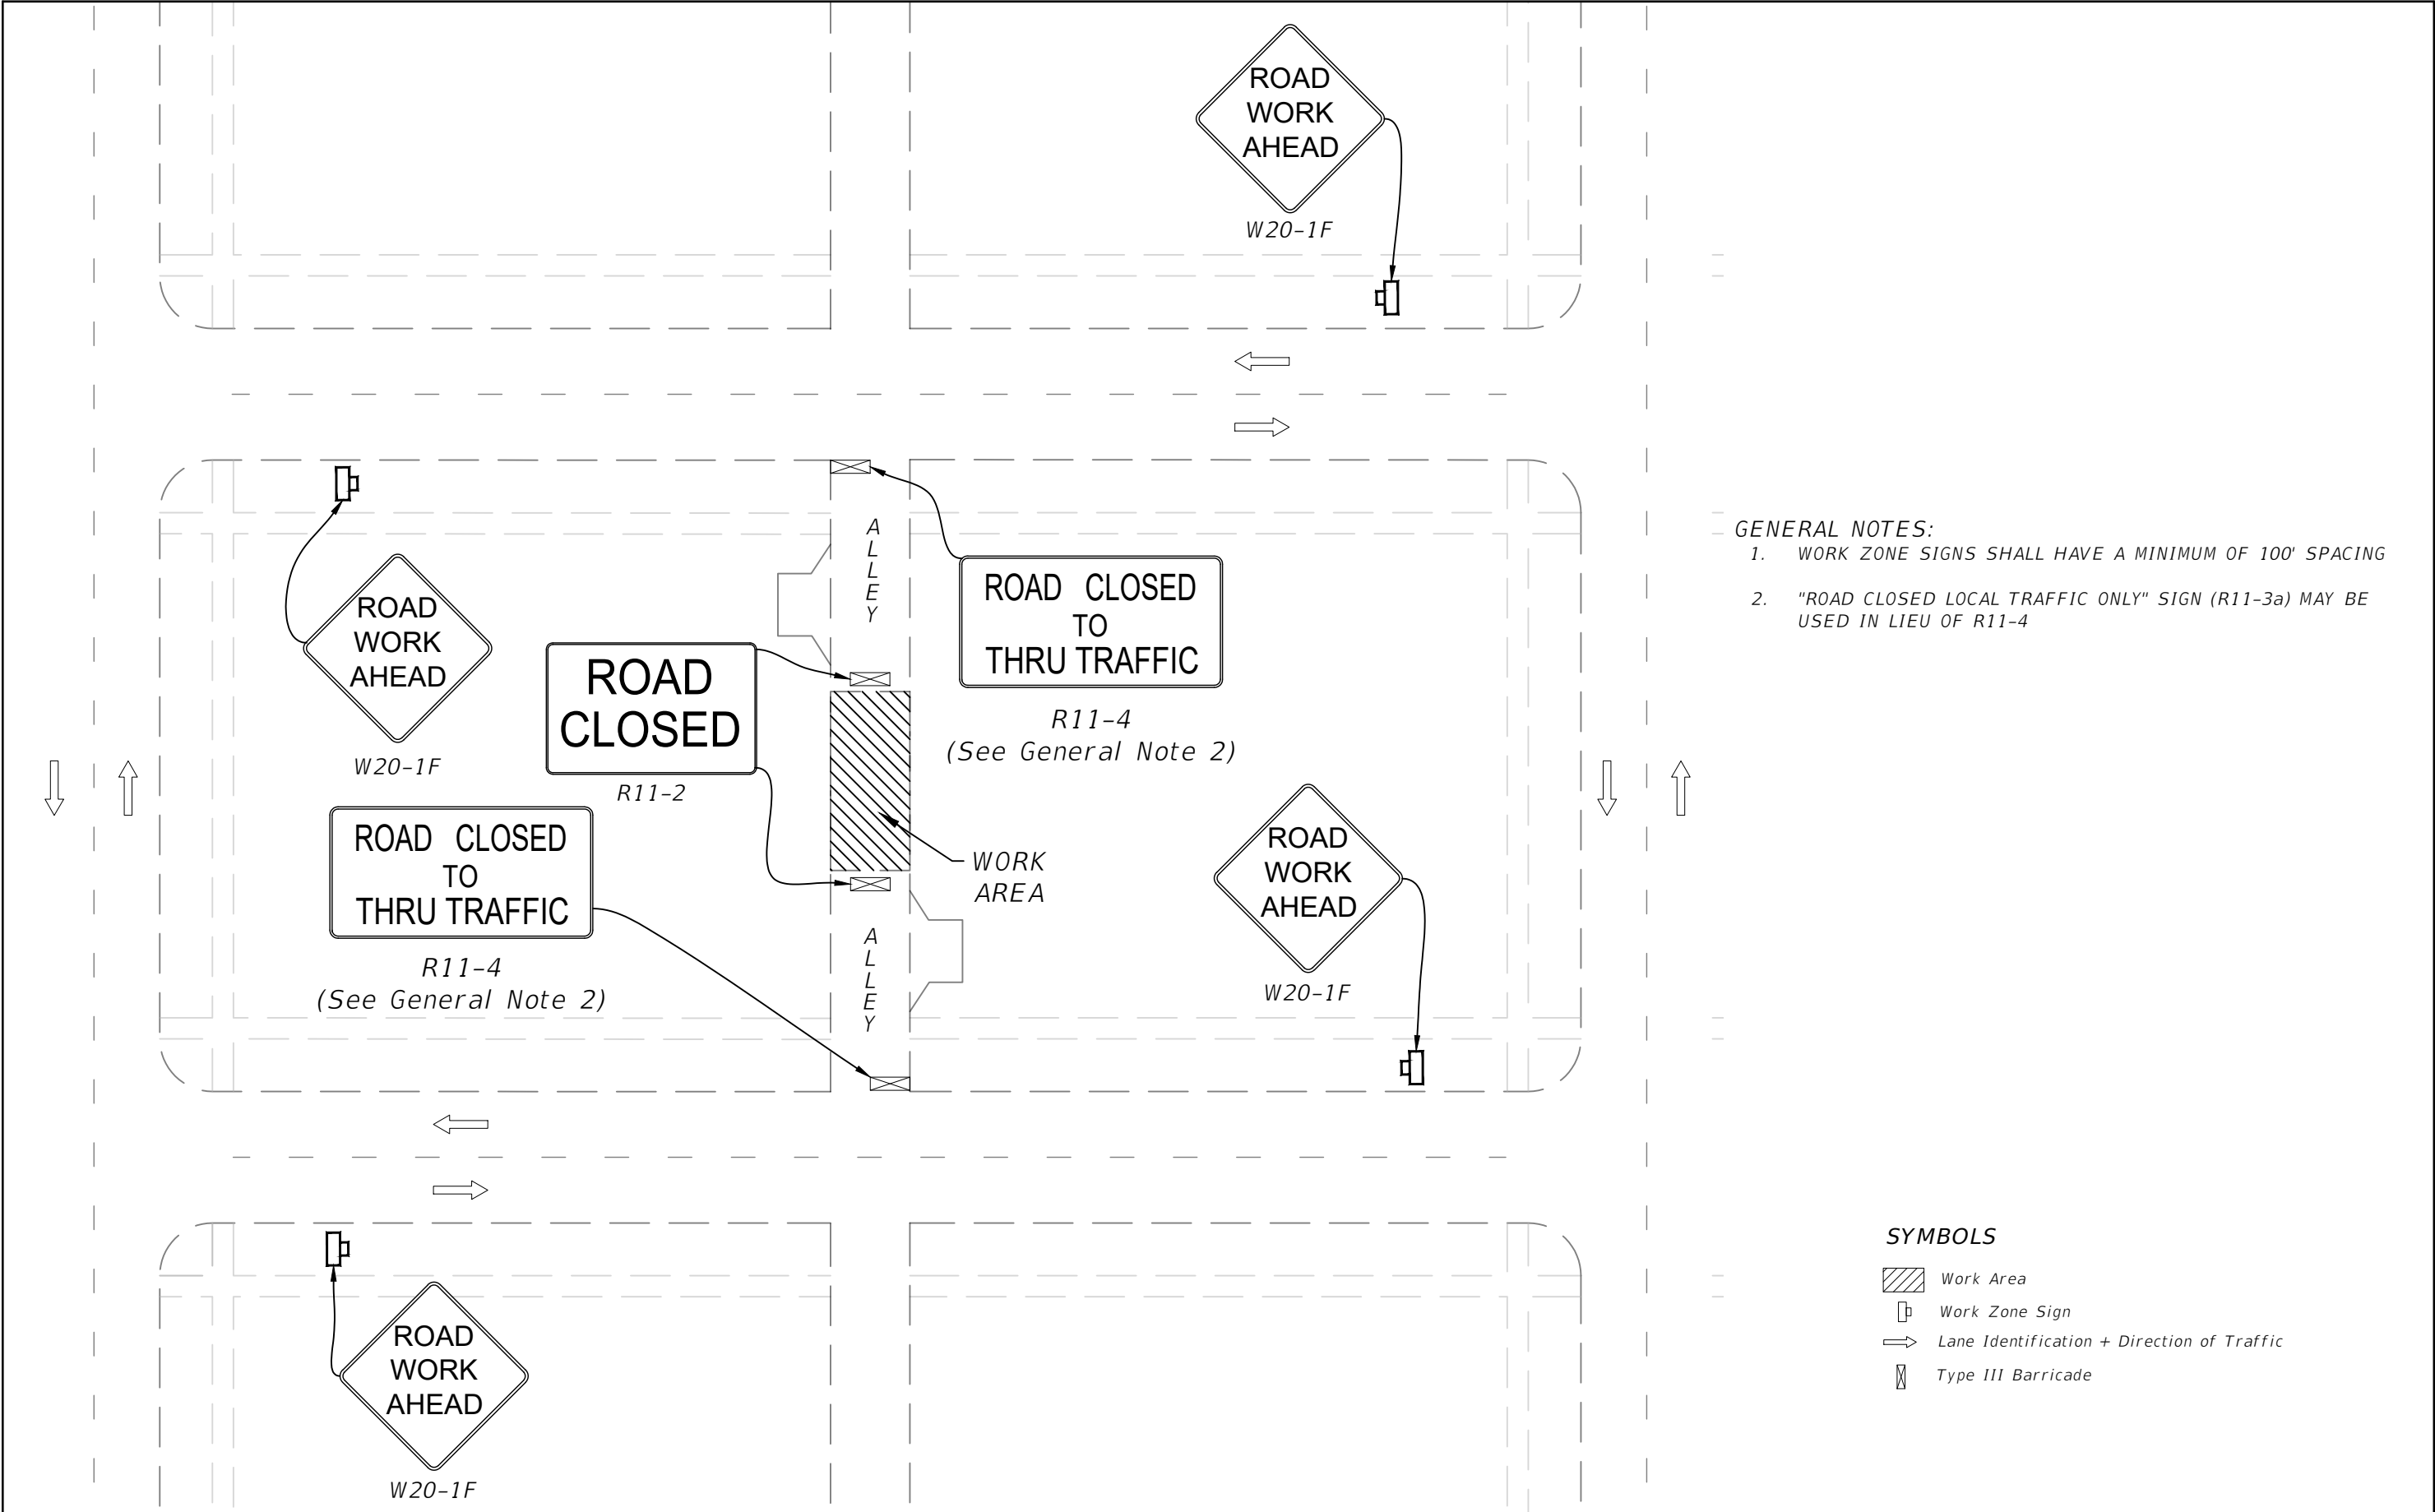 ROAD
WORK
AHEAD
W20-1F
ROAD
WORK
AHEAD
W20-1F
ROAD
CLOSED
R11-2
A
L
L
E
Y
ROAD CLOSED
TO
THRU TRAFFIC
R11-4
(See General Note 2)
GENERAL NOTES:
1. WORK ZONE SIGNS SHALL HAVE A MINIMUM OF 100' SPACING
2. "ROAD CLOSED LOCAL TRAFFIC ONLY" SIGN (R11-3a) MAY BE
USED IN LIEU OF R11-4
ROAD CLOSED
TO
THRU TRAFFIC
R11-4
(See General Note 2)
WORK
AREA
A
L
L
E
Y
ROAD
WORK
AHEAD
W20-1F
ROAD
WORK
AHEAD
W20-1F
SYMBOLS
Work Area
Work Zone Sign
Lane Identification + Direction of Traffic
Type III Barricade